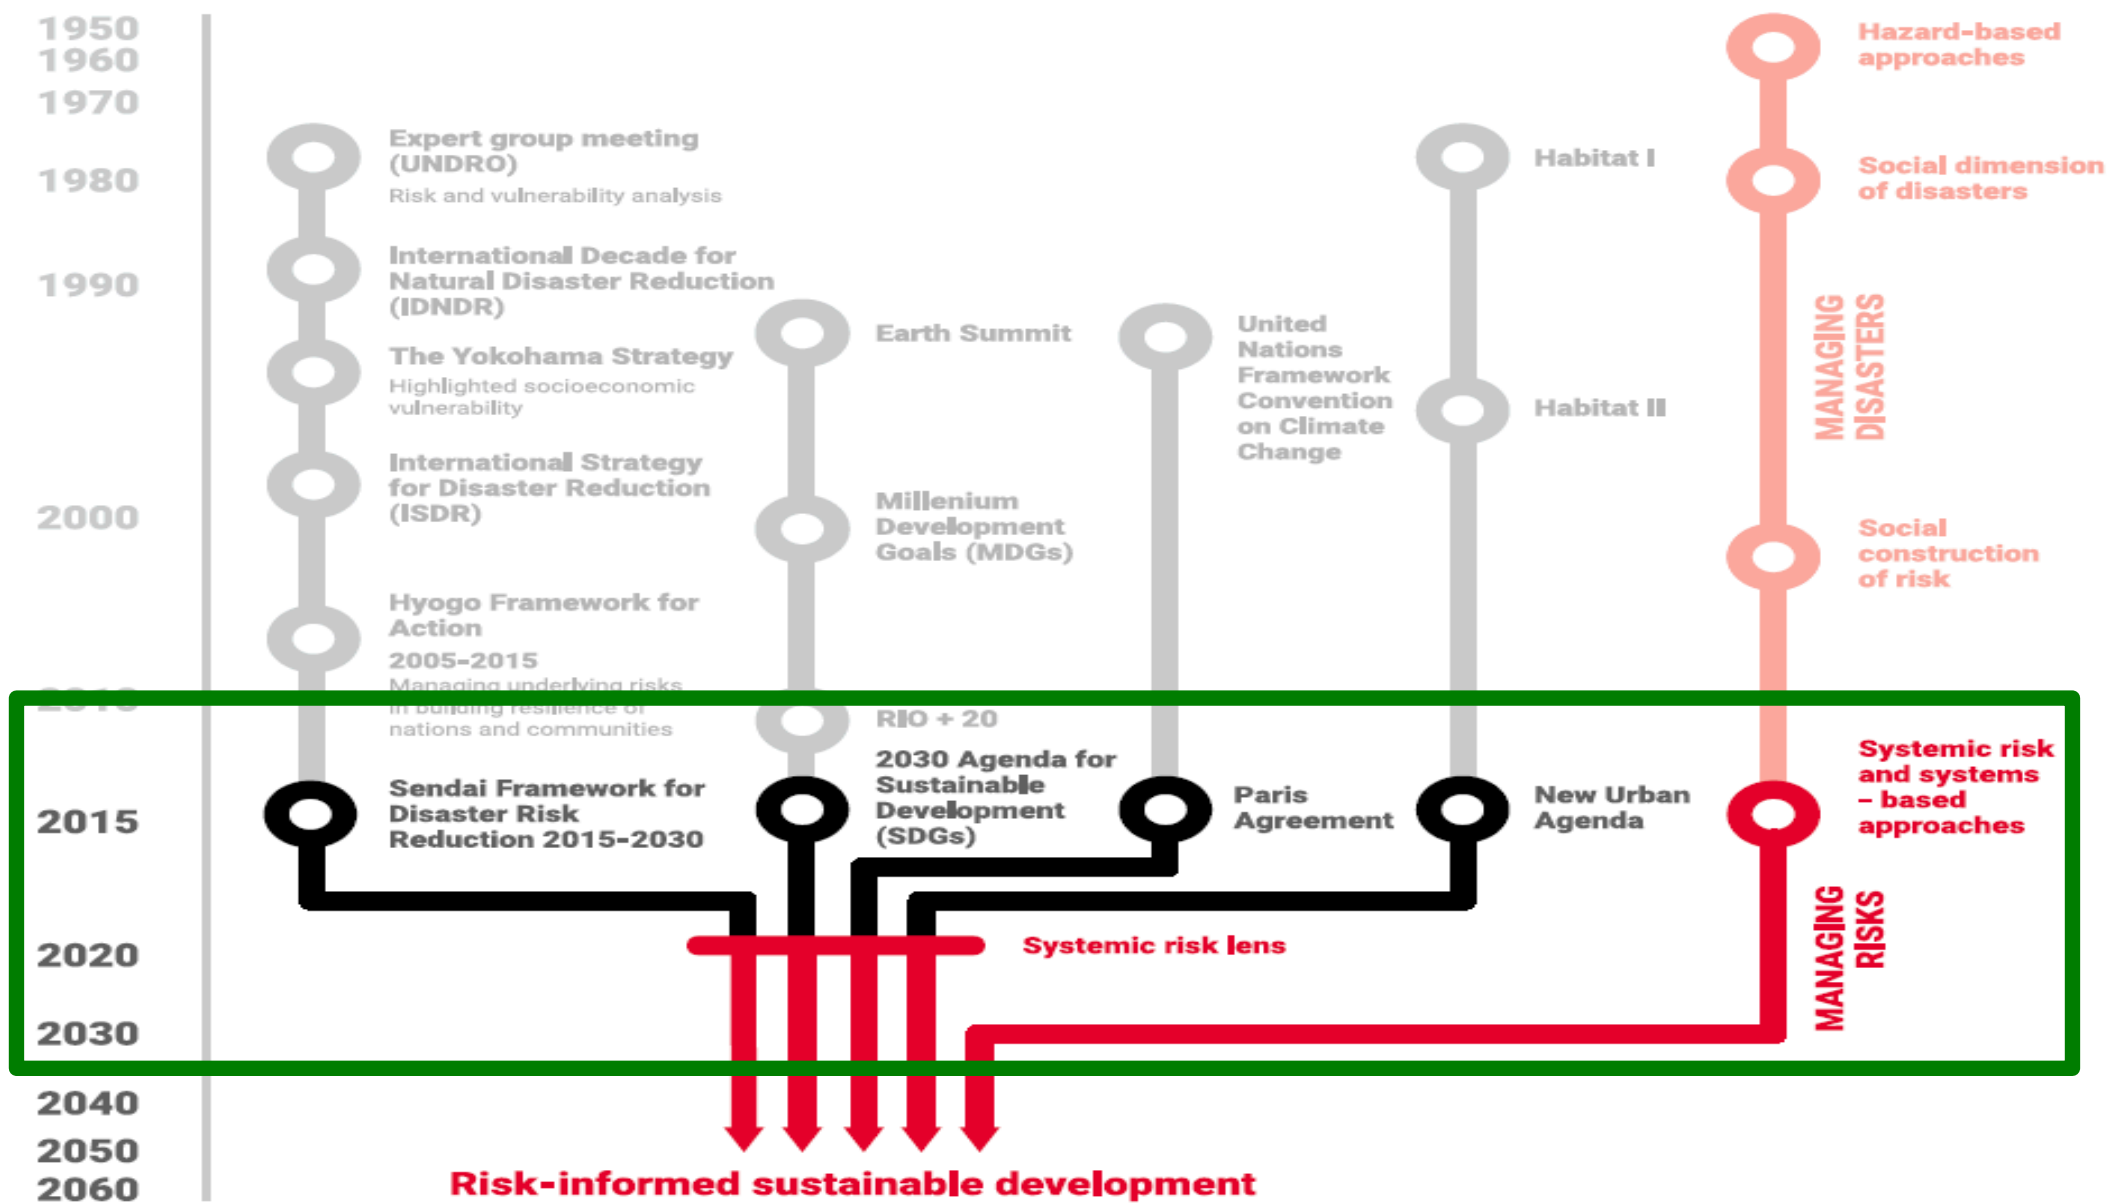 1950
1960
1970
1980
1990
2000
2010
2015
2020
2030
2040
2050
2060
Expert group meeting
(UNDRO)
Risk and vulnerability analysis
International Decade for
Natural Disaster Reduction
(IDNDR)
The Yokohama Strategy
Highlighted socioeconomic
vulnerability
International Strategy
for Disaster Reduction
(ISDR)
Hyogo Framework for
Action
2005-2015
Managing underlying risks
in building resilience of
nations and communities
Sendai Framework for
Disaster Risk
Reduction 2015-2030
Earth Summit
Millenium
Development
Goals (MDGs)
RIO + 20
2030 Agenda for
Sustainable
Development
(SDGs)
United
Nations
Framework
Convention
on Climate
Change
Paris
Agreement
Habitat I
Habitat II
New Urban
Agenda
Hazard-based
approaches
Social dimension
of disasters
MANAGING
DISASTERS
Social
construction
of risk
Systemic risk
and systems
– based
approaches
MANAGING
RISKS
Systemic risk lens
Risk-informed sustainable development